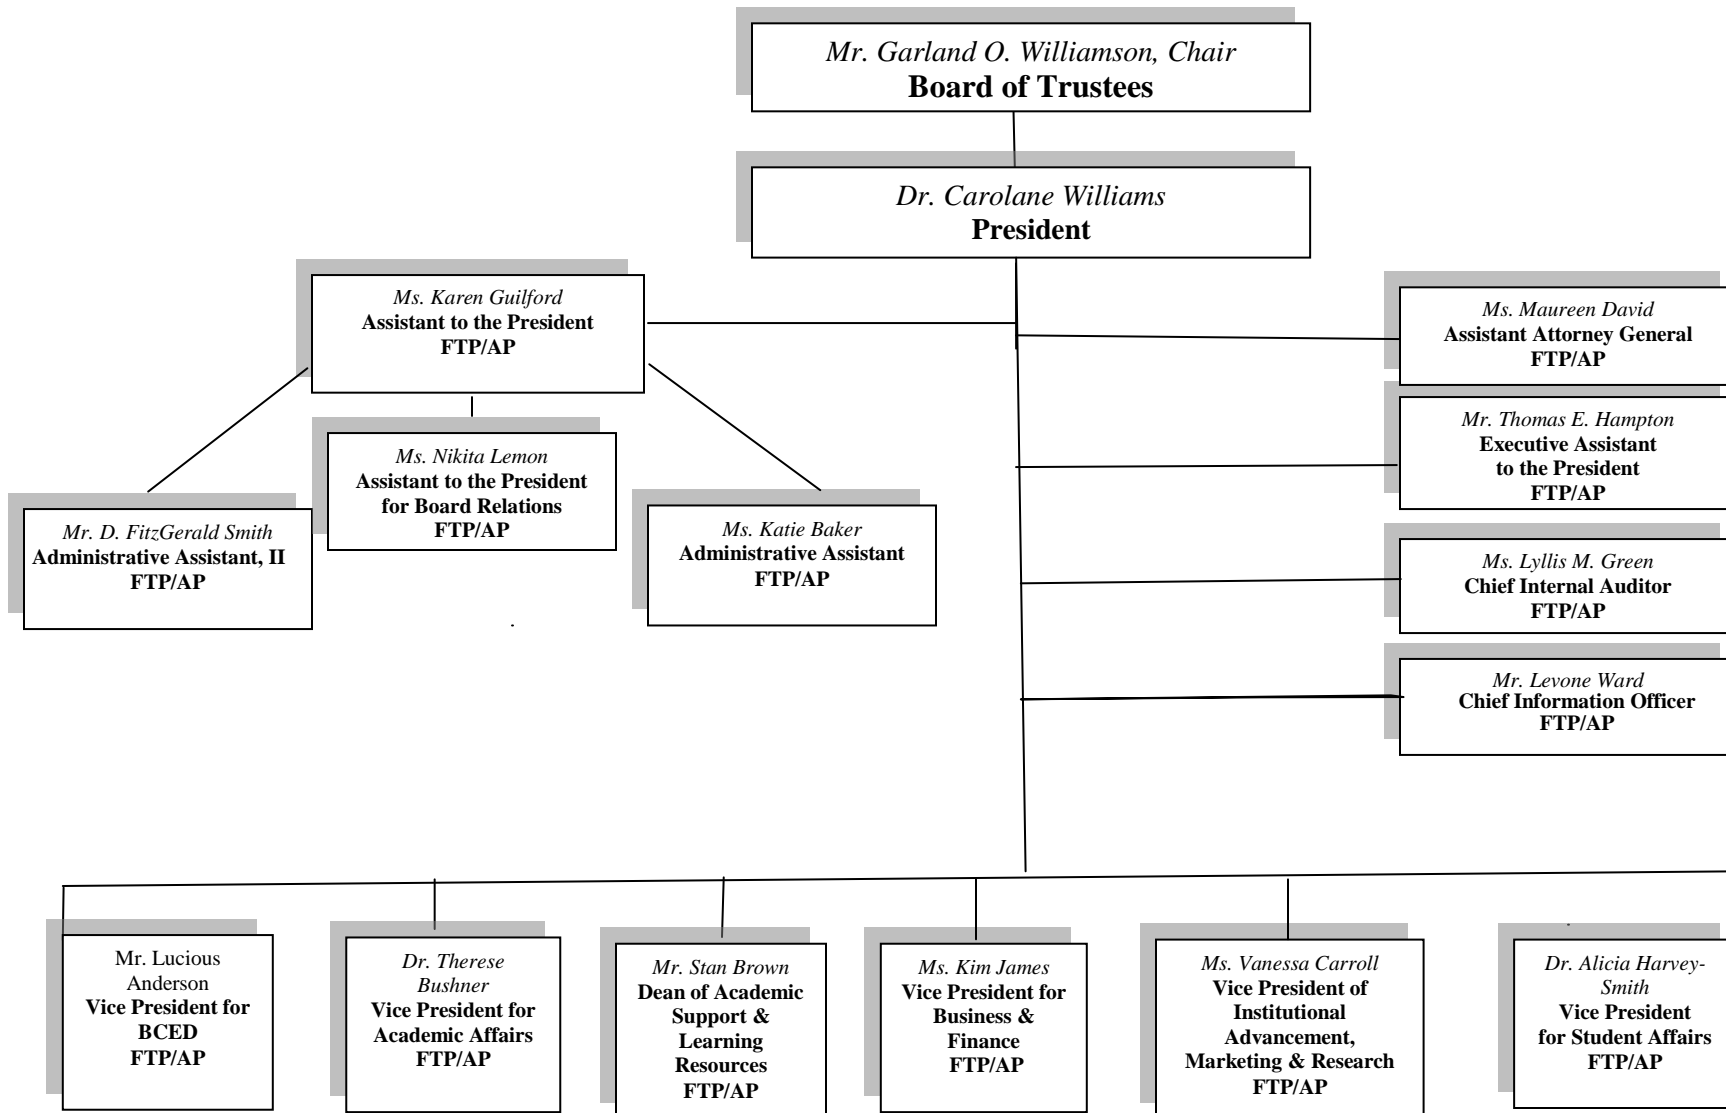 Mr. Garland O. Williamson, Chair
Board of Trustees
Dr. Carolane Williams
President
Ms. Karen Guilford
Assistant to the President
FTP/AP
Ms. Maureen David
Assistant Attorney General
FTP/AP
Mr. Thomas E. Hampton
Executive Assistant
to the President
FTP/AP
Ms. Nikita Lemon
Assistant to the President
for Board Relations
FTP/AP
Mr. D. FitzGerald Smith
Administrative Assistant, II
FTP/AP
Ms. Katie Baker
Administrative Assistant
FTP/AP
Ms. Lyllis M. Green
Chief Internal Auditor
FTP/AP
Mr. Levone Ward
Chief Information Officer
FTP/AP
Mr. Lucious
Anderson
Vice President for
BCED
FTP/AP
Dr. Therese
Bushner
Vice President for
Academic Affairs
FTP/AP
Mr. Stan Brown
Dean of Academic
Support &
Learning
Resources
FTP/AP
Ms. Kim James
Vice President for
Business &
Finance
FTP/AP
Ms. Vanessa Carroll
Vice President of
Institutional
Advancement,
Marketing & Research
FTP/AP
Dr. Alicia Harvey-
Smith
Vice President
for Student Affairs
FTP/AP